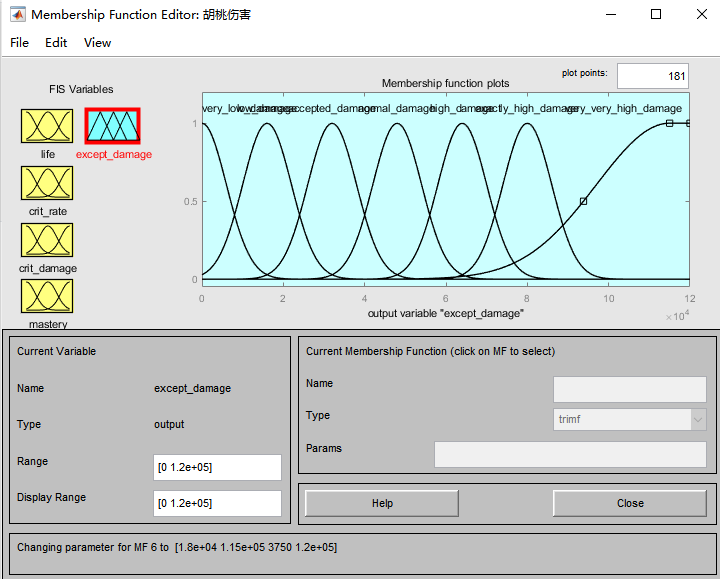 Membership Function Editor: 胡桃伤害
File Edit View
FIS Variables
life
except_damage
crit_rate
crit_damage
mastery
plot points: 181
Membership function plots
very_low_damage
low_damage
accepted_damage
normal_damage
high_damage
exactly_high_damage
very_very_high_damage
1
0.5
0
0 2 4 6 8 10 12
×10⁴
output variable "except_damage"
Current Variable
Name except_damage
Type output
Range [0 1.2e+05]
Display Range [0 1.2e+05]
Current Membership Function (click on MF to select)
Name
Type trimf
Params
Help Close
Changing parameter for MF 6 to [1.8e+04 1.15e+05 3750 1.2e+05]